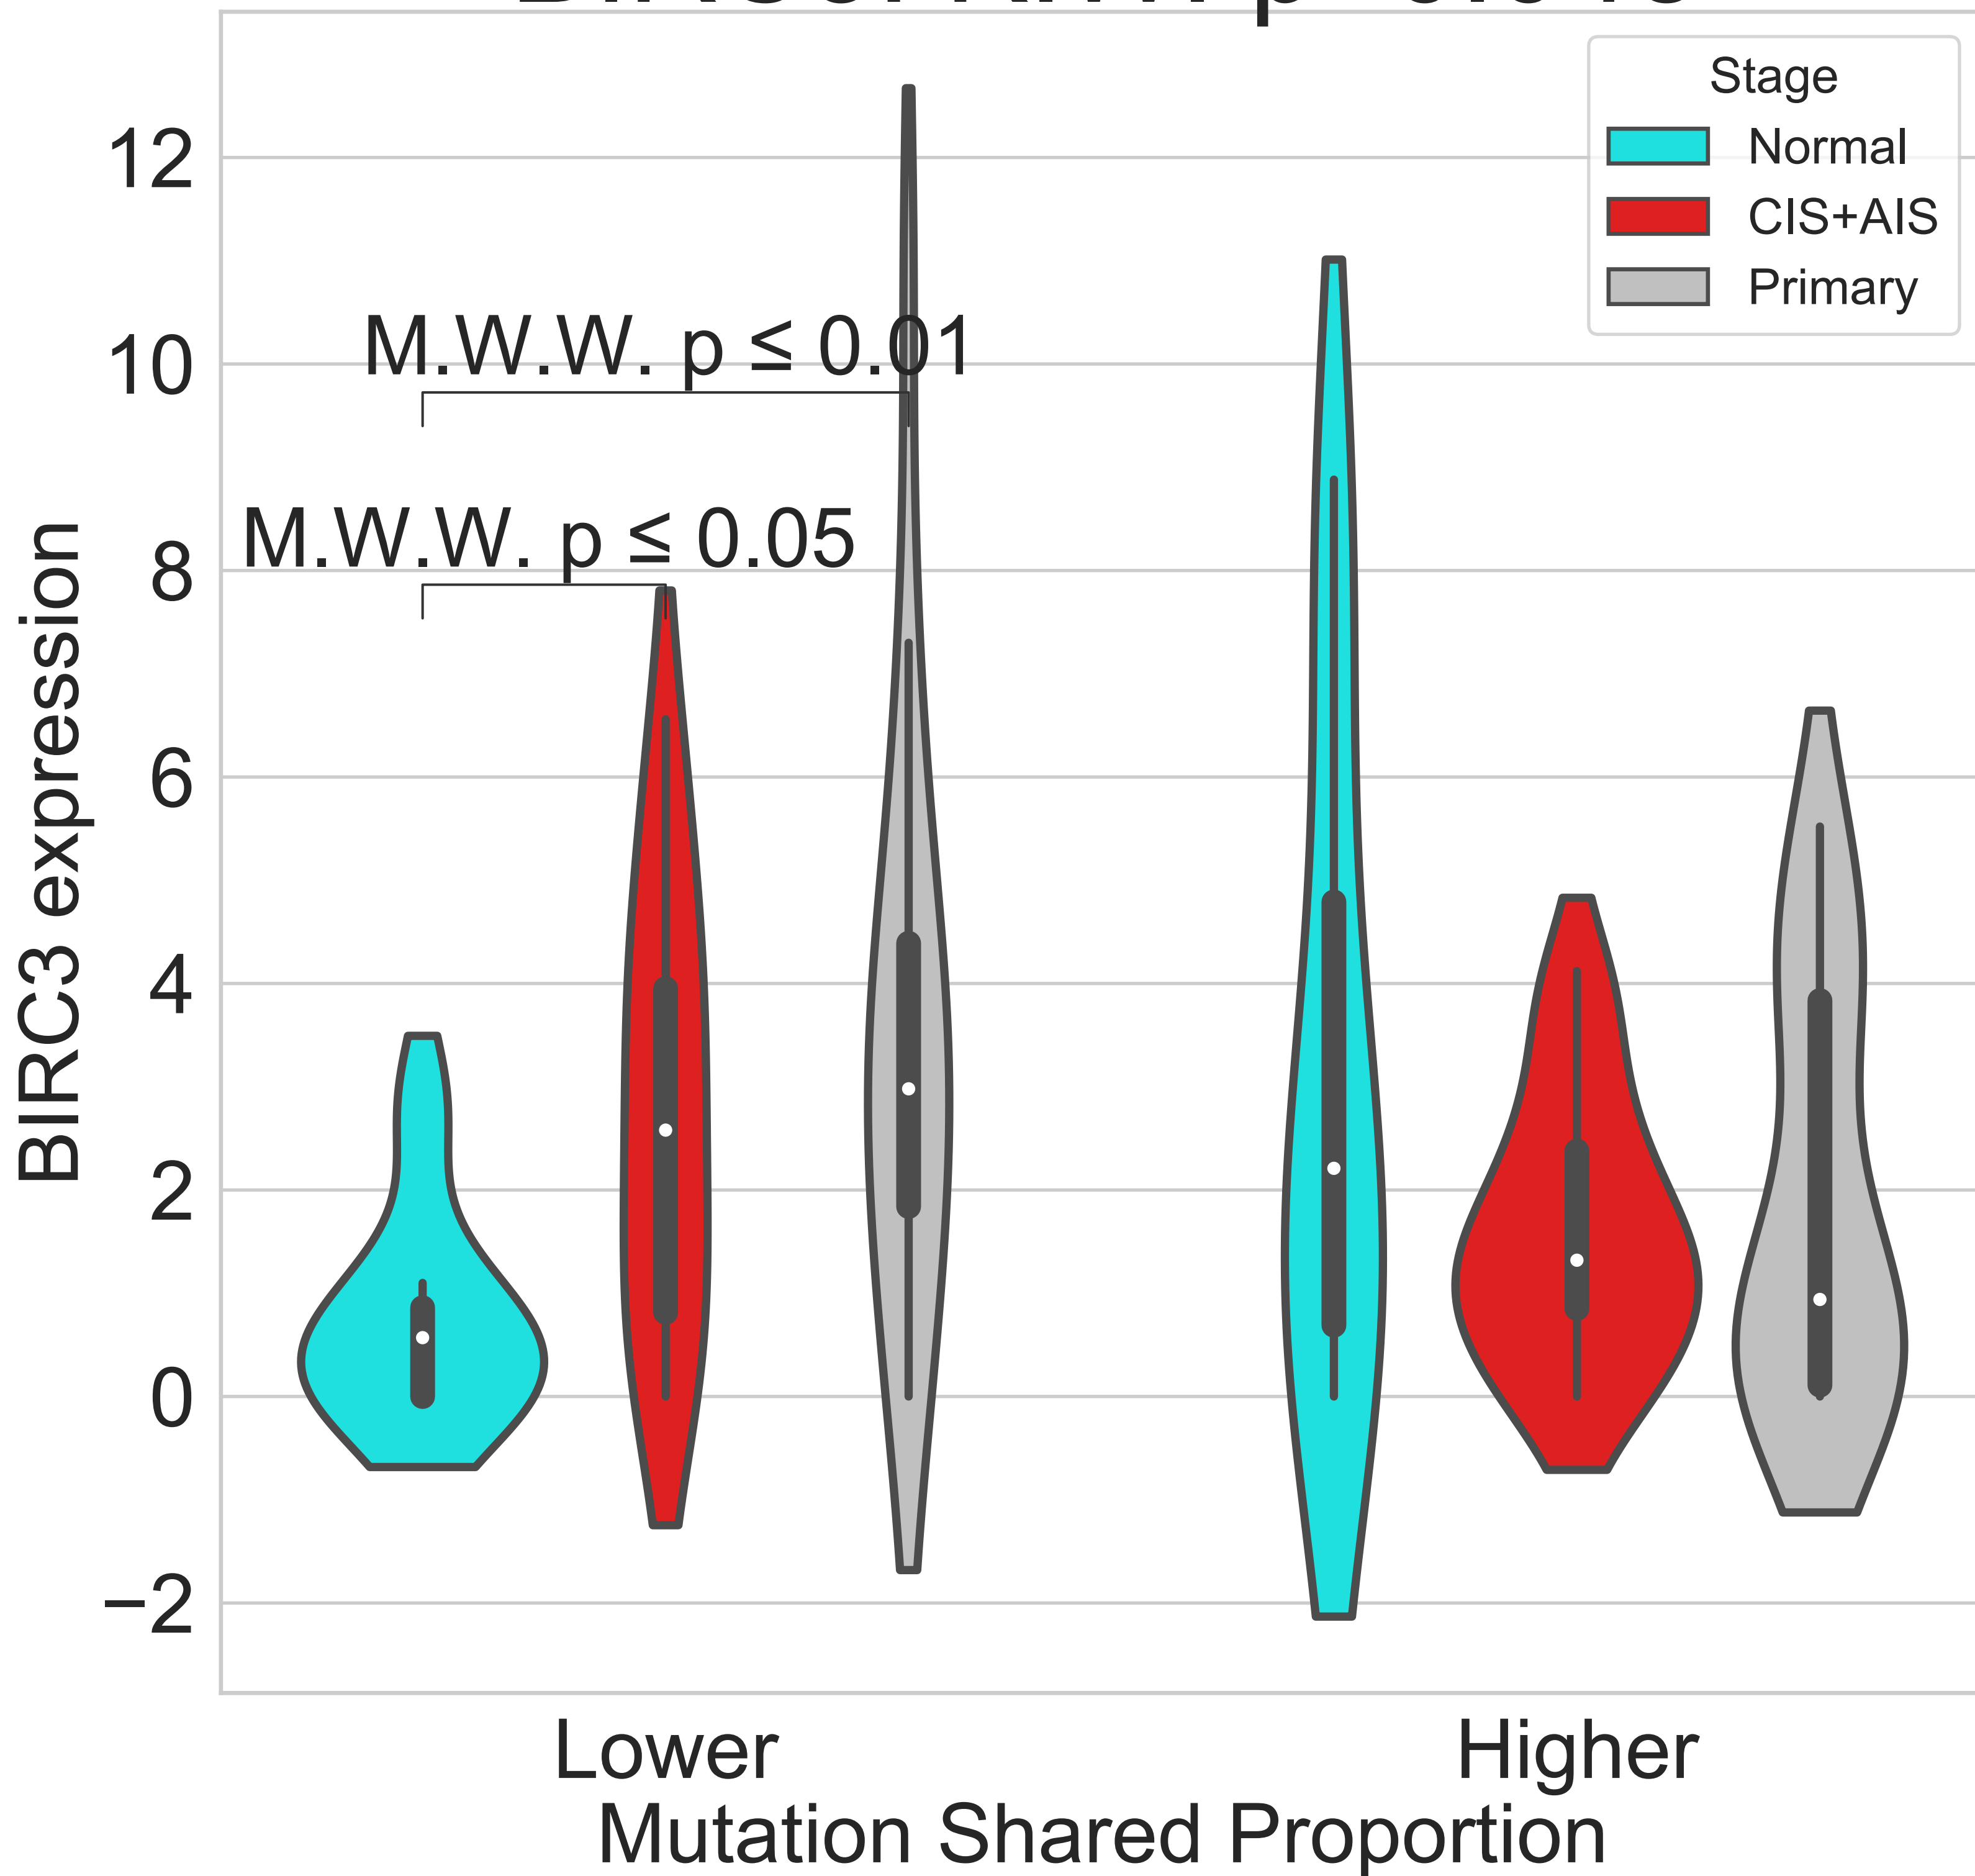 Stage
Normal
CIS+AIS
Primary
12
10
8
6
4
2
0
−2
M.W.W. p ≤ 0.01
M.W.W. p ≤ 0.05
BIRC3 expression
Lower
Higher
Mutation Shared Proportion